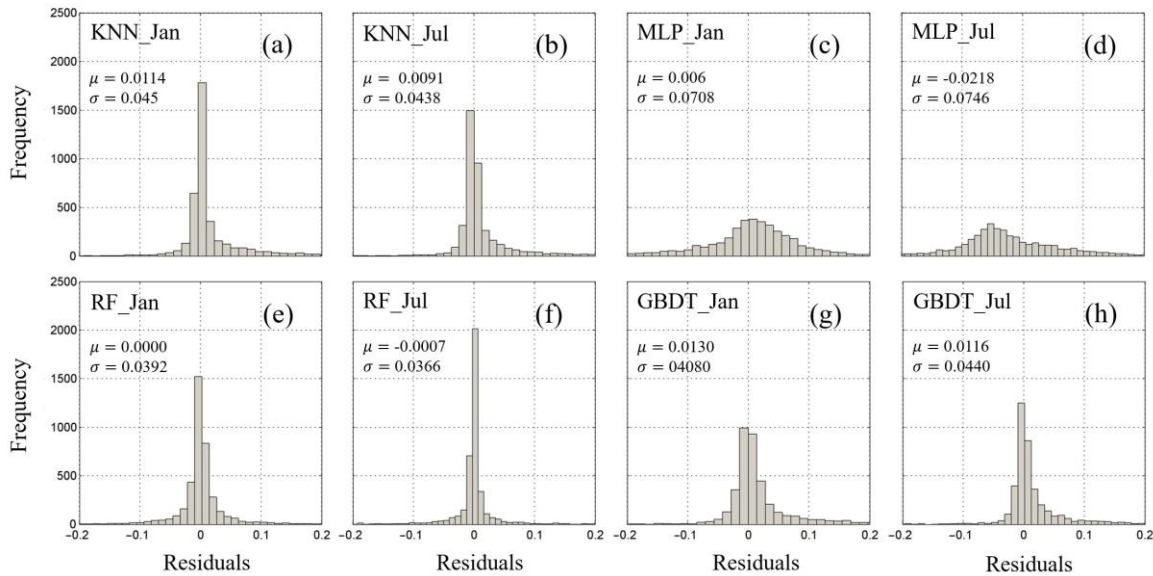 2500
2000
1500
1000
500
0
Frequency
KNN_Jan
(a)
μ = 0.0114
σ = 0.045
KNN_Jul
(b)
μ = 0.0091
σ = 0.0438
MLP_Jan
(c)
μ = 0.006
σ = 0.0708
MLP_Jul
(d)
μ = -0.0218
σ = 0.0746
2500
2000
1500
1000
500
0
Frequency
RF_Jan
(e)
μ = 0.0000
σ = 0.0392
RF_Jul
(f)
μ = -0.0007
σ = 0.0366
GBDT_Jan
(g)
μ = 0.0130
σ = 04080
GBDT_Jul
(h)
μ = 0.0116
σ = 0.0440
−0.2 −0.1 0 0.1 0.2
−0.2 −0.1 0 0.1 0.2
−0.2 −0.1 0 0.1 0.2
−0.2 −0.1 0 0.1 0.2
Residuals
Residuals
Residuals
Residuals